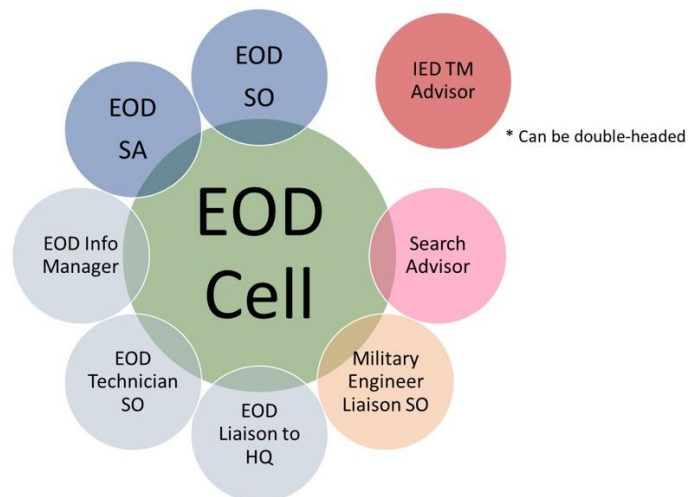 EOD
SO
IED TM
Advisor
* Can be double-headed
EOD
SA
EOD
Cell
EOD Info
Manager
Search
Advisor
EOD
Technician
SO
EOD
Liaison to
HQ
Military
Engineer
Liaison SO